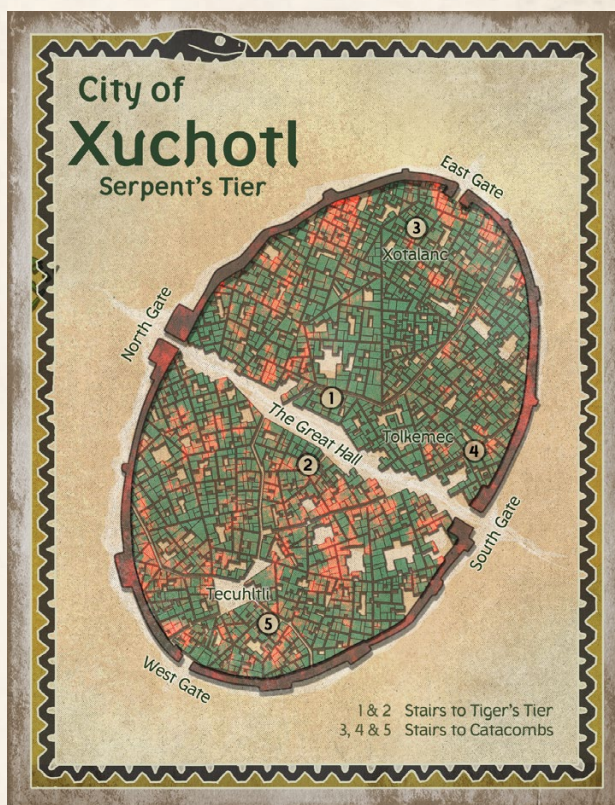 City of
Xuchotl
Serpent's Tier
East Gate
3
Xotalanc
North Gate
1
The Great Hall
Tolkemec
4
2
South Gate
Tecuhltli
5
West Gate
1 & 2 Stairs to Tiger's Tier
3, 4 & 5 Stairs to Catacombs